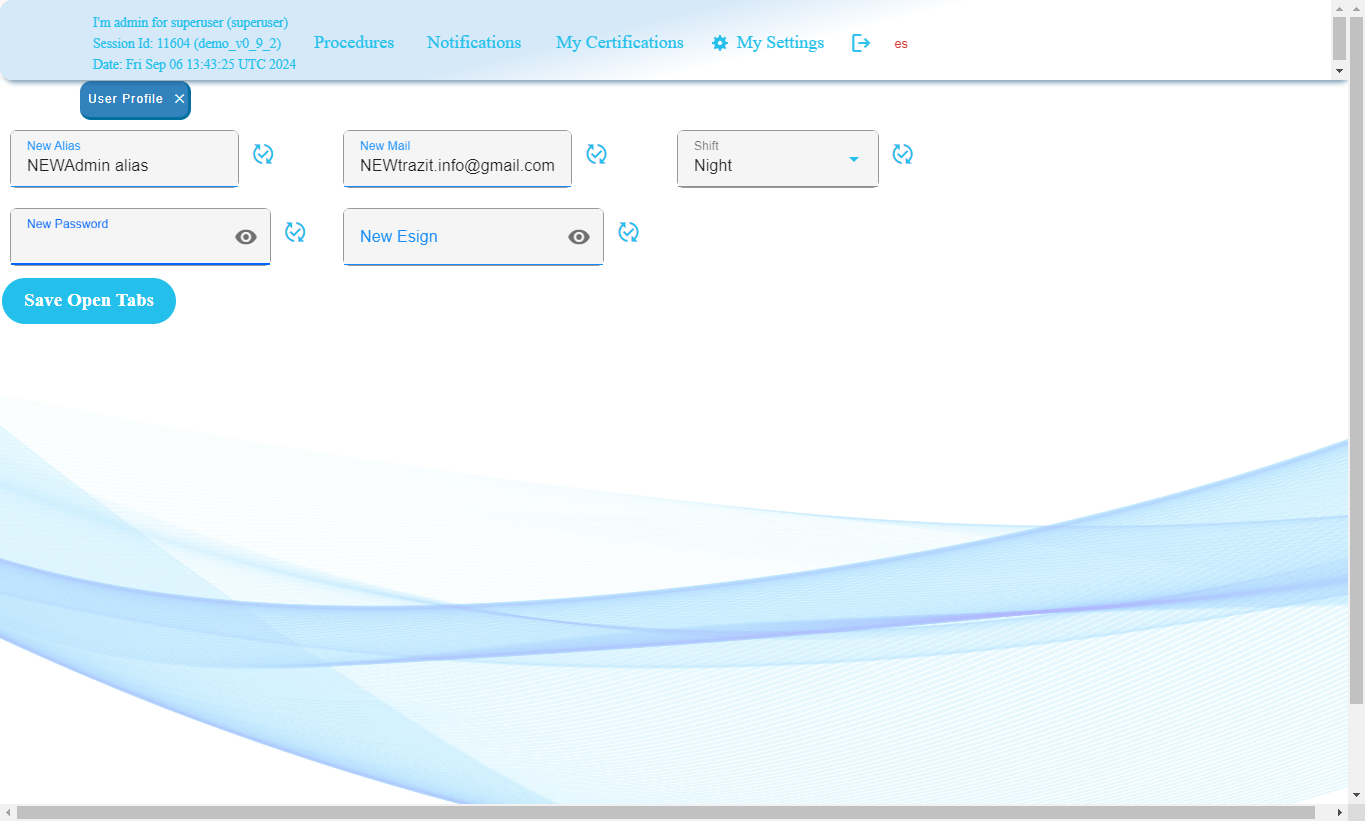 I'm admin for superuser (superuser)
Session Id: 11604 (demo_v0_9_2)
Date: Fri Sep 06 13:43:25 UTC 2024
Procedures
Notifications
My Certifications
My Settings
es
User Profile
New Alias
NEWAdmin alias
New Mail
NEWtrazit.info@gmail.com
Shift
Night
New Password
New Esign
Save Open Tabs